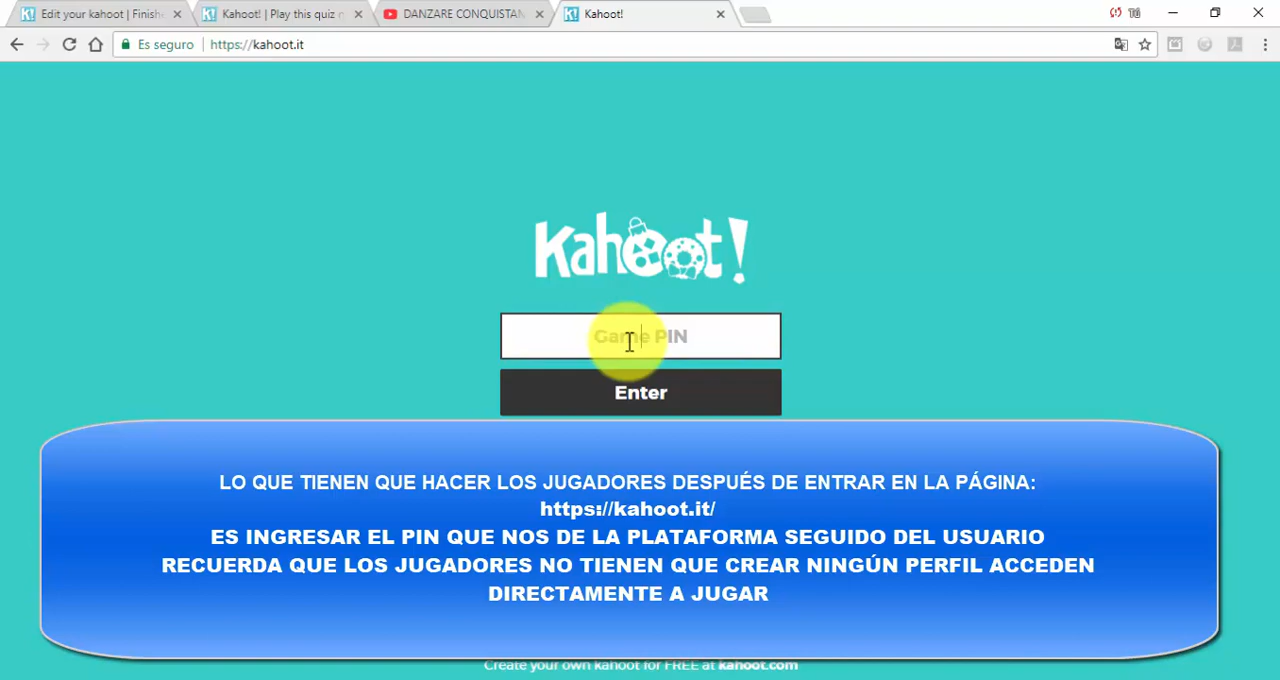 Edit your kahoot | Finishe
Kahoot! | Play this quiz n
DANZARE CONQUISTAN
Kahoot!
Tú
Es seguro
https://kahoot.it
Kahoot!
Game PIN
Enter
LO QUE TIENEN QUE HACER LOS JUGADORES DESPUÉS DE ENTRAR EN LA PÁGINA:
https://kahoot.it/
ES INGRESAR EL PIN QUE NOS DE LA PLATAFORMA SEGUIDO DEL USUARIO
RECUERDA QUE LOS JUGADORES NO TIENEN QUE CREAR NINGÚN PERFIL ACCEDEN
DIRECTAMENTE A JUGAR
Create your own kahoot for FREE at kahoot.com